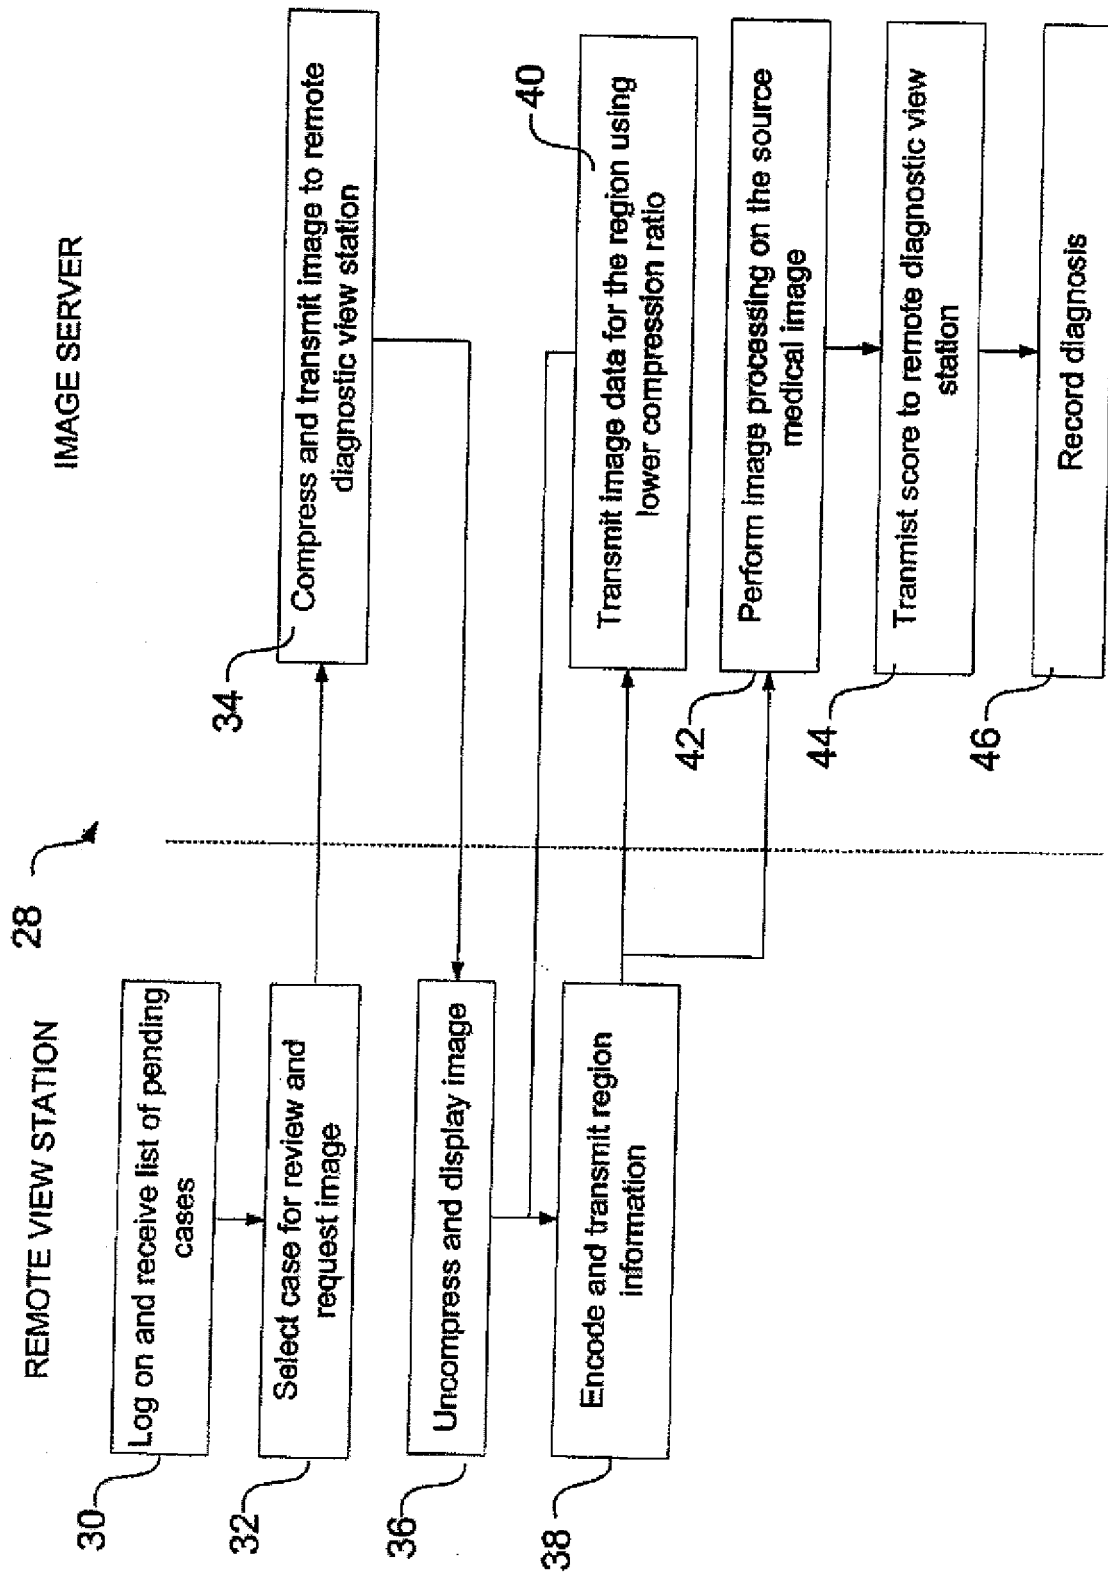 28
REMOTE VIEW STATION
IMAGE SERVER
30
Log on and receive list of pending
cases
32
Select case for review and
request image
34
Compress and transmit image to remote
diagnostic view station
36
Uncompress and display image
38
Encode and transmit region
information
40
Transmit image data for the region using
lower compression ratio
42
Perform image processing on the source
medical image
44
Tranmist score to remote diagnostic view
station
46
Record diagnosis